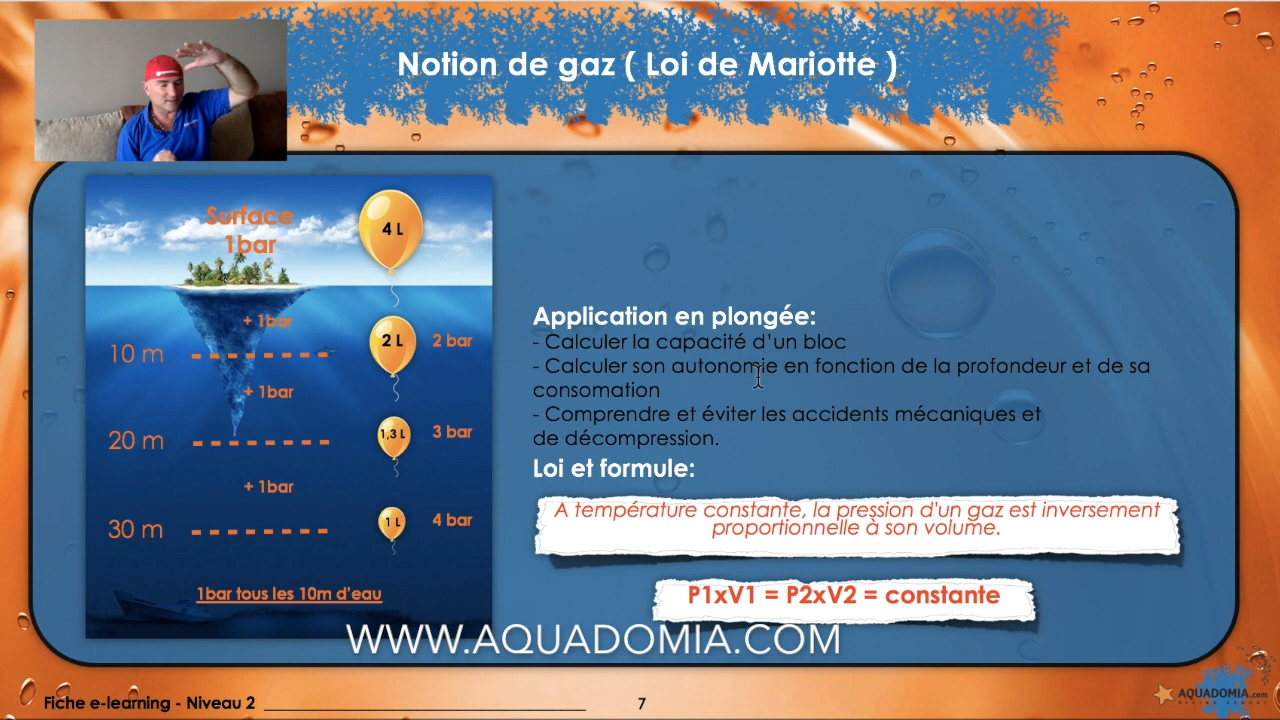 Notion de gaz ( Loi de Mariotte )
Surface
1bar
4 L
+ 1bar
10 m
2 L
2 bar
+ 1bar
20 m
1,3 L
3 bar
+ 1bar
30 m
1 L
4 bar
1bar tous les 10m d'eau
Application en plongée:
- Calculer la capacité d'un bloc
- Calculer son autonomie en fonction de la profondeur et de sa
consomation
- Comprendre et éviter les accidents mécaniques et
de décompression.
Loi et formule:
A température constante, la pression d'un gaz est inversement
proportionnelle à son volume.
P1xV1 = P2xV2 = constante
WWW.AQUADOMIA.COM
Fiche e-learning - Niveau 2
7
AQUADOMIA.com
DIVING SCHOOL